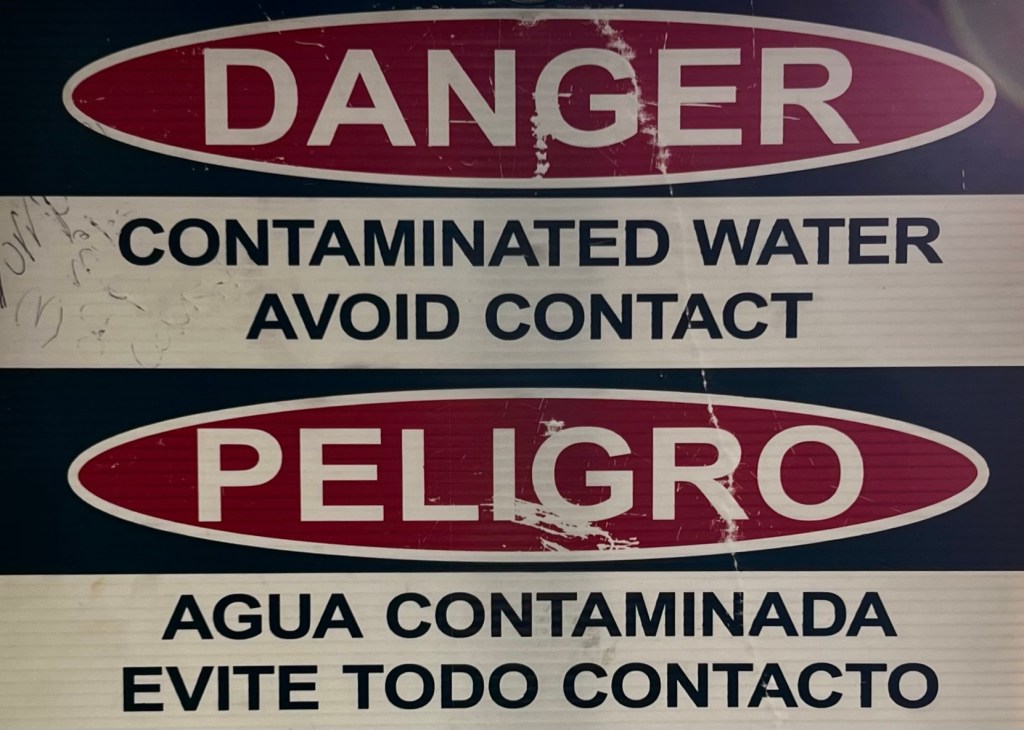 DANGER
CONTAMINATED WATER
AVOID CONTACT
PELIGRO
AGUA CONTAMINADA
EVITE TODO CONTACTO